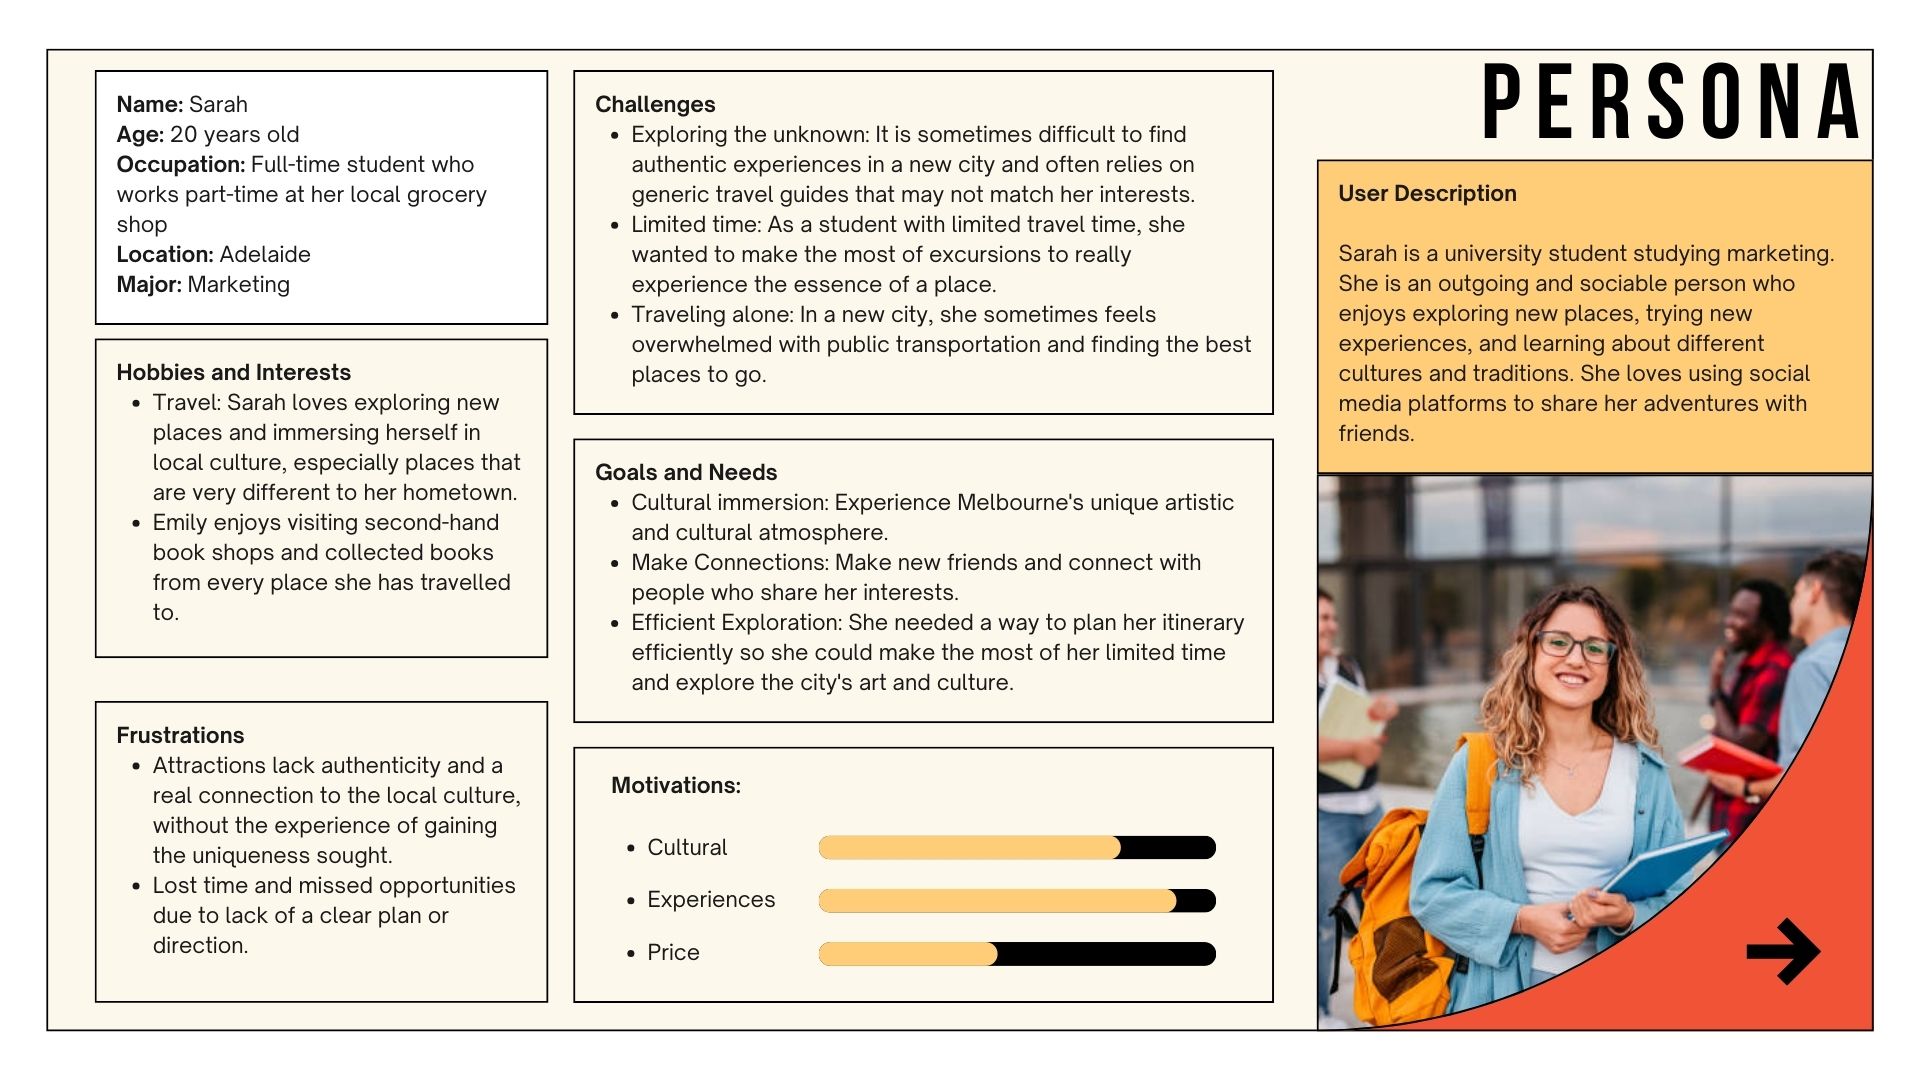 PERSONA
Name: Sarah
Age: 20 years old
Occupation: Full-time student who
works part-time at her local grocery
shop
Location: Adelaide
Major: Marketing
Hobbies and Interests
• Travel: Sarah loves exploring new
places and immersing herself in
local culture, especially places that
are very different to her hometown.
• Emily enjoys visiting second-hand
book shops and collected books
from every place she has travelled
to.
Frustrations
• Attractions lack authenticity and a
real connection to the local culture,
without the experience of gaining
the uniqueness sought.
• Lost time and missed opportunities
due to lack of a clear plan or
direction.
Challenges
• Exploring the unknown: It is sometimes difficult to find
authentic experiences in a new city and often relies on
generic travel guides that may not match her interests.
• Limited time: As a student with limited travel time, she
wanted to make the most of excursions to really
experience the essence of a place.
• Traveling alone: In a new city, she sometimes feels
overwhelmed with public transportation and finding the best
places to go.
Goals and Needs
• Cultural immersion: Experience Melbourne's unique artistic
and cultural atmosphere.
• Make Connections: Make new friends and connect with
people who share her interests.
• Efficient Exploration: She needed a way to plan her itinerary
efficiently so she could make the most of her limited time
and explore the city's art and culture.
Motivations:
• Cultural
• Experiences
• Price
User Description
Sarah is a university student studying marketing.
She is an outgoing and sociable person who
enjoys exploring new places, trying new
experiences, and learning about different
cultures and traditions. She loves using social
media platforms to share her adventures with
friends.